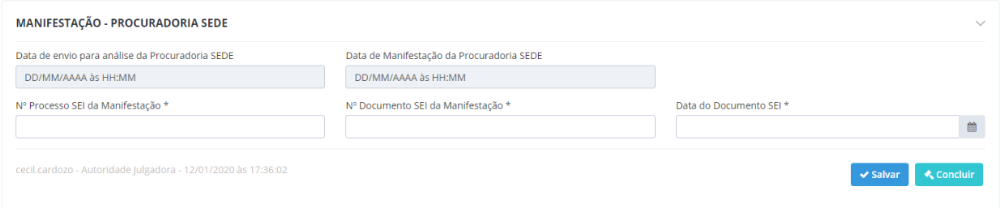 MANIFESTAÇÃO - PROCURADORIA SEDE
Data de envio para análise da Procuradoria SEDE
Data de Manifestação da Procuradoria SEDE
DD/MM/AAAA às HH:MM
DD/MM/AAAA às HH:MM
Nº Processo SEI da Manifestação *
Nº Documento SEI da Manifestação *
Data do Documento SEI *
cecil.cardozo - Autoridade Julgadora - 12/01/2020 às 17:36:02
Salvar
Concluir